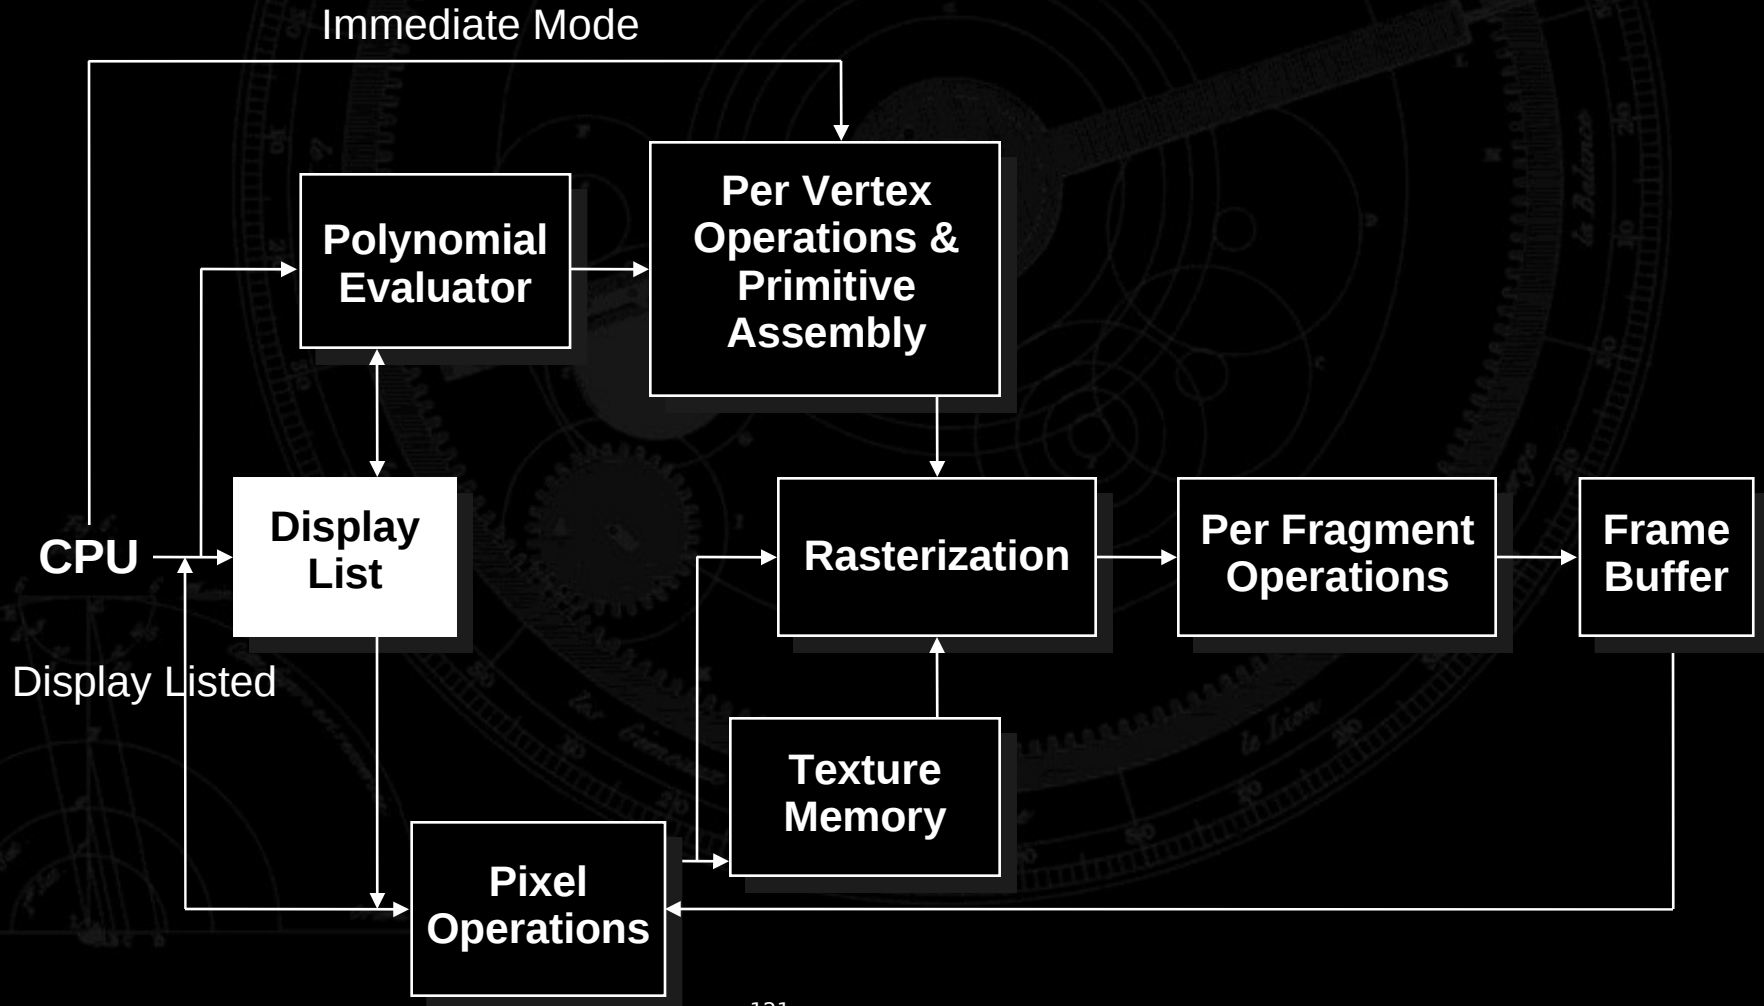 Immediate Mode
Polynomial
Evaluator
Per Vertex
Operations &
Primitive
Assembly
CPU
Display
List
Rasterization
Per Fragment
Operations
Frame
Buffer
Display Listed
Texture
Memory
Pixel
Operations